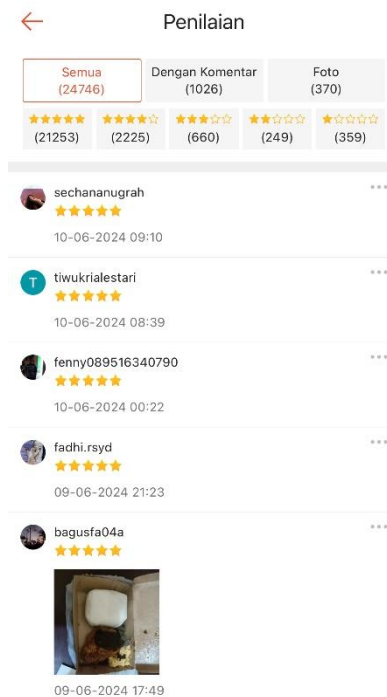 Penilaian
Semua
(24746)
Dengan Komentar
(1026)
Foto
(370)
(21253)
(2225)
(660)
(249)
(359)
sechananugrah
10-06-2024 09:10
T
tiwukrialestari
10-06-2024 08:39
fenny089516340790
10-06-2024 00:22
fadhi.rsyd
09-06-2024 21:23
bagusfa04a
09-06-2024 17:49